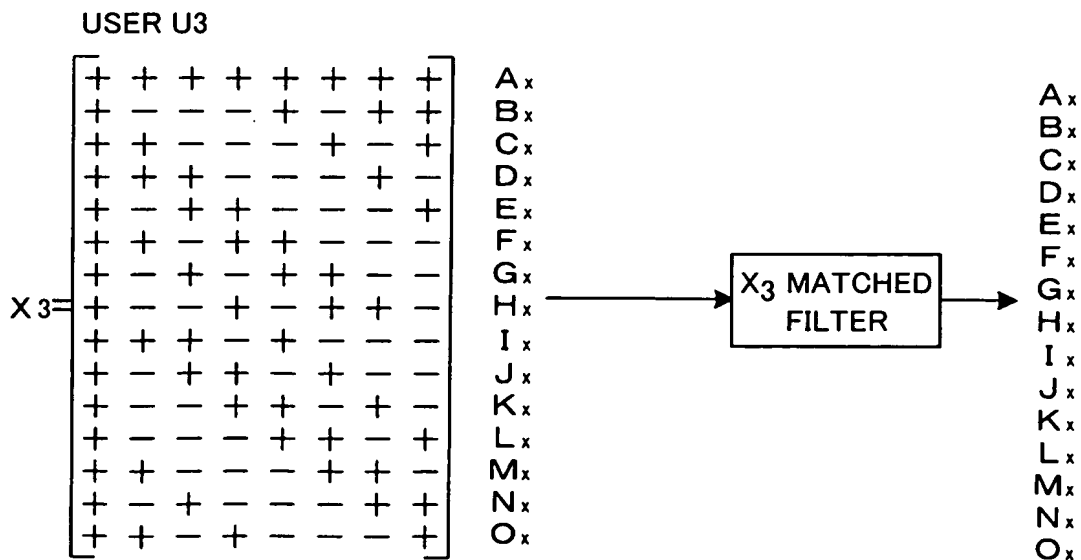 USER U3
+ + + + + + + + Ax
+ − − − + − + + Bx
+ + − − − + − + Cx
+ + + − − − + − Dx
+ − + + − − − + Ex
+ + − + + − − − Fx
+ − + − + + − − Gx
X3= + − − + − + + − Hx
+ + + − + − − − Ix
+ − + + − + − − Jx
+ − − + + − + − Kx
+ − − − + + − + Lx
+ + − − − + + − Mx
+ − + − − − + + Nx
+ + − + − − − + Ox
X3 MATCHED
FILTER
Ax
Bx
Cx
Dx
Ex
Fx
Gx
Hx
Ix
Jx
Kx
Lx
Mx
Nx
Ox